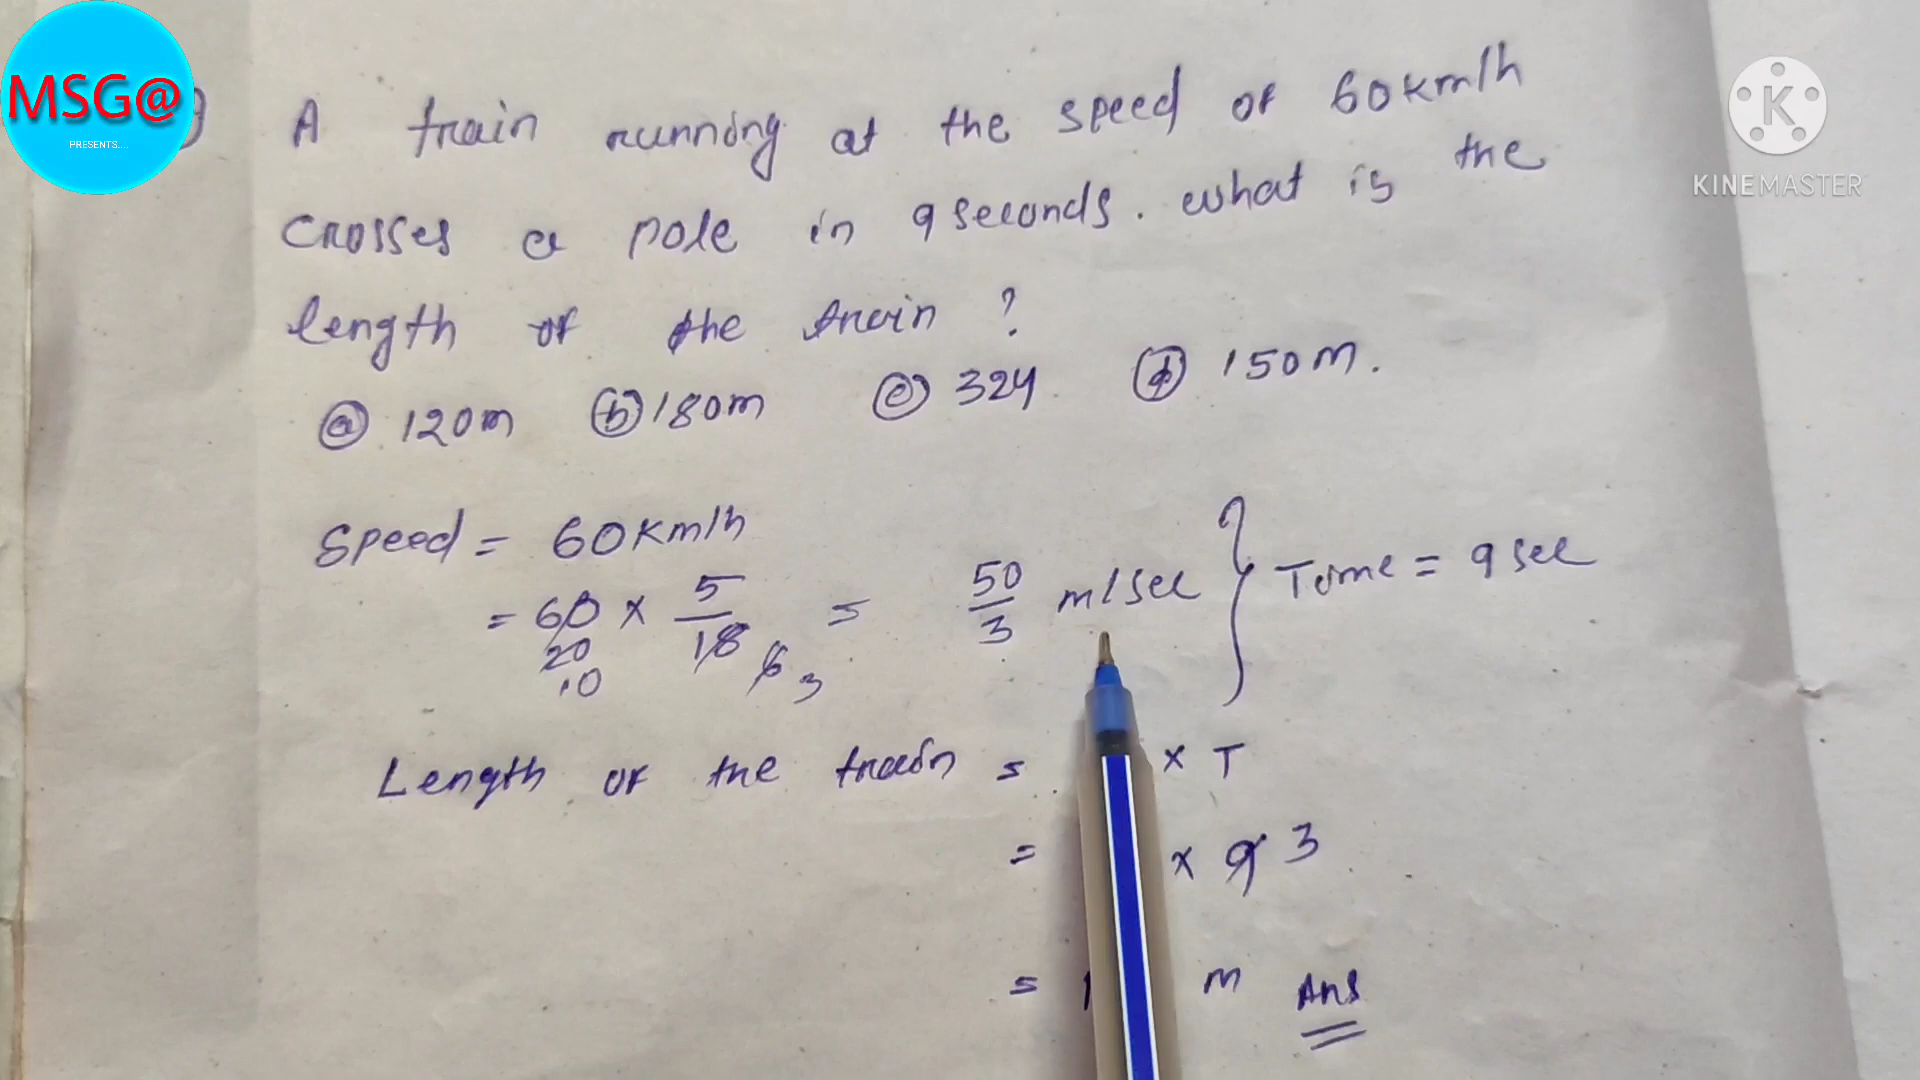 MSG@
PRESENTS....
K
KINEMASTER
A train running at the speed of 60km/h
crosses a pole in 9 seconds. what is the
length of the train ?
ⓐ 120m ⓑ 180m ⓒ 324 ⓓ 150m.
Speed = 60km/h
= 60 × 5/18 = 50/3 m/sec } Time = 9 sec
20 6 3
10
Length of the train = × T
= × 9 3
= 1 m Ans